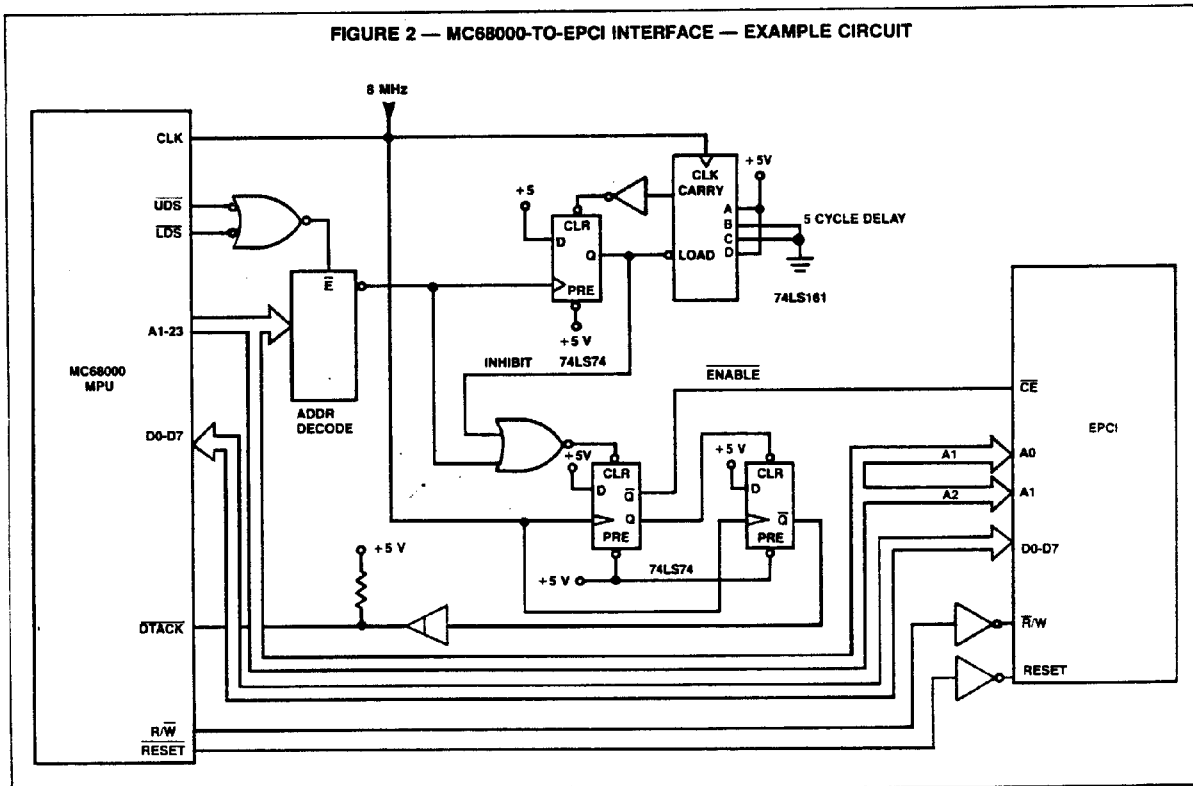 FIGURE 2 — MC68000-TO-EPCI INTERFACE — EXAMPLE CIRCUIT
8 MHz
CLK
UDS
LDS
A1-23
MC68000
MPU
D0-D7
DTACK
R/W
RESET
E
ADDR
DECODE
+5
CLR
D
Q
PRE
+5 V
74LS74
CLK
CARRY
LOAD
A
B
C
D
+5V
5 CYCLE DELAY
74LS161
INHIBIT
ENABLE
+5V
CLR
D
Q
Q
PRE
+5 V
74LS74
+5 V
CLR
D
Q
PRE
+5 V
CE
EPCI
A1
A0
A2
A1
D0-D7
R/W
RESET